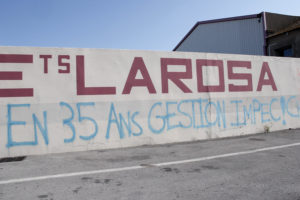 Ets LAROSA
EN 35 ANS GESTION